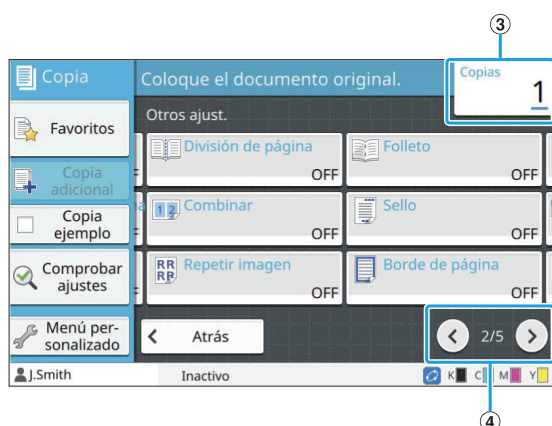 ③
Copia
Coloque el documento original.
Copias
1
Favoritos
Copia
adicional
Copia
ejemplo
Comprobar
ajustes
Menú per-
sonalizado
Otros ajust.
División de página
OFF
Folleto
OFF
Combinar
OFF
Sello
OFF
Repetir imagen
OFF
Borde de página
OFF
Atrás
2/5
J.Smith
Inactivo
K C M Y
④